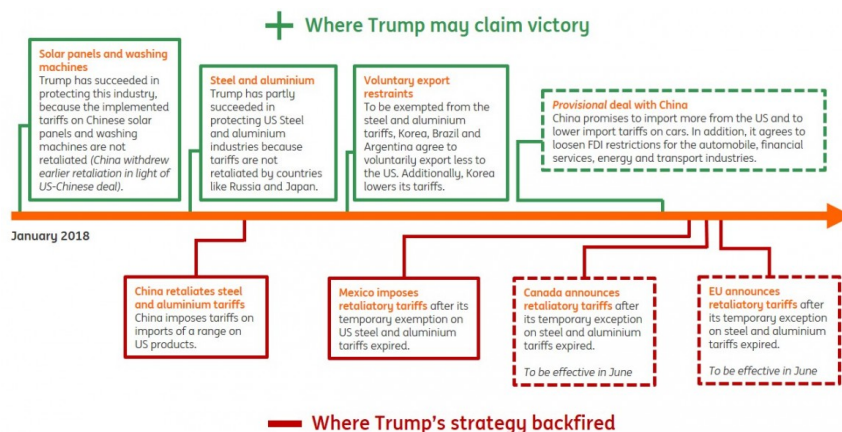 Where Trump may claim victory
Solar panels and washing
machines
Trump has succeeded in
protecting this industry,
because the implemented
tariffs on Chinese solar
panels and washing
machines are not
retaliated (China withdrew
earlier retaliation in light of
US-Chinese deal).
Steel and aluminium
Trump has partly
succeeded in
protecting US Steel
and aluminium
industries because
tariffs are not
retaliated by countries
like Russia and Japan.
Voluntary export
restraints
To be exempted from the
steel and aluminium
tariffs, Korea, Brazil and
Argentina agree to
voluntarily export less to
the US. Additionally, Korea
lowers its tariffs.
Provisional deal with China
China promises to import more from the US and to
lower import tariffs on cars. In addition, it agrees to
loosen FDI restrictions for the automobile, financial
services, energy and transport industries.
January 2018
China retaliates steel
and aluminium tariffs
China imposes tariffs on
imports of a range on
US products.
Mexico imposes
retaliatory tariffs after its
temporary exemption on
US steel and aluminium
tariffs expired.
Canada announces
retaliatory tariffs after
its temporary exception
on steel and aluminium
tariffs expired.
To be effective in June
EU announces
retaliatory tariffs after
its temporary exception
on steel and aluminium
tariffs expired.
To be effective in June
Where Trump's strategy backfired